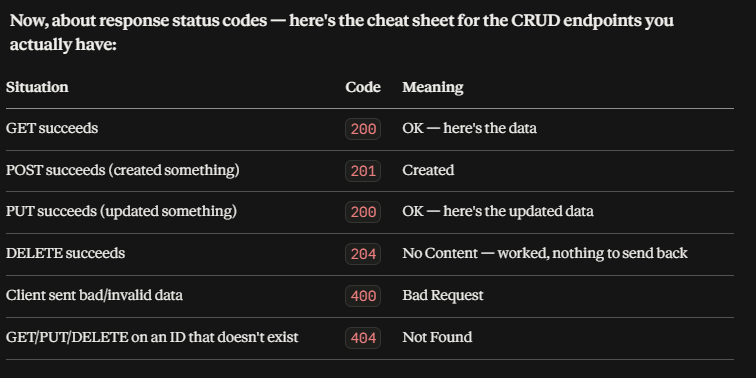 Now, about response status codes — here's the cheat sheet for the CRUD endpoints you
actually have:
Situation Code Meaning
GET succeeds 200 OK — here's the data
POST succeeds (created something) 201 Created
PUT succeeds (updated something) 200 OK — here's the updated data
DELETE succeeds 204 No Content — worked, nothing to send back
Client sent bad/invalid data 400 Bad Request
GET/PUT/DELETE on an ID that doesn't exist 404 Not Found